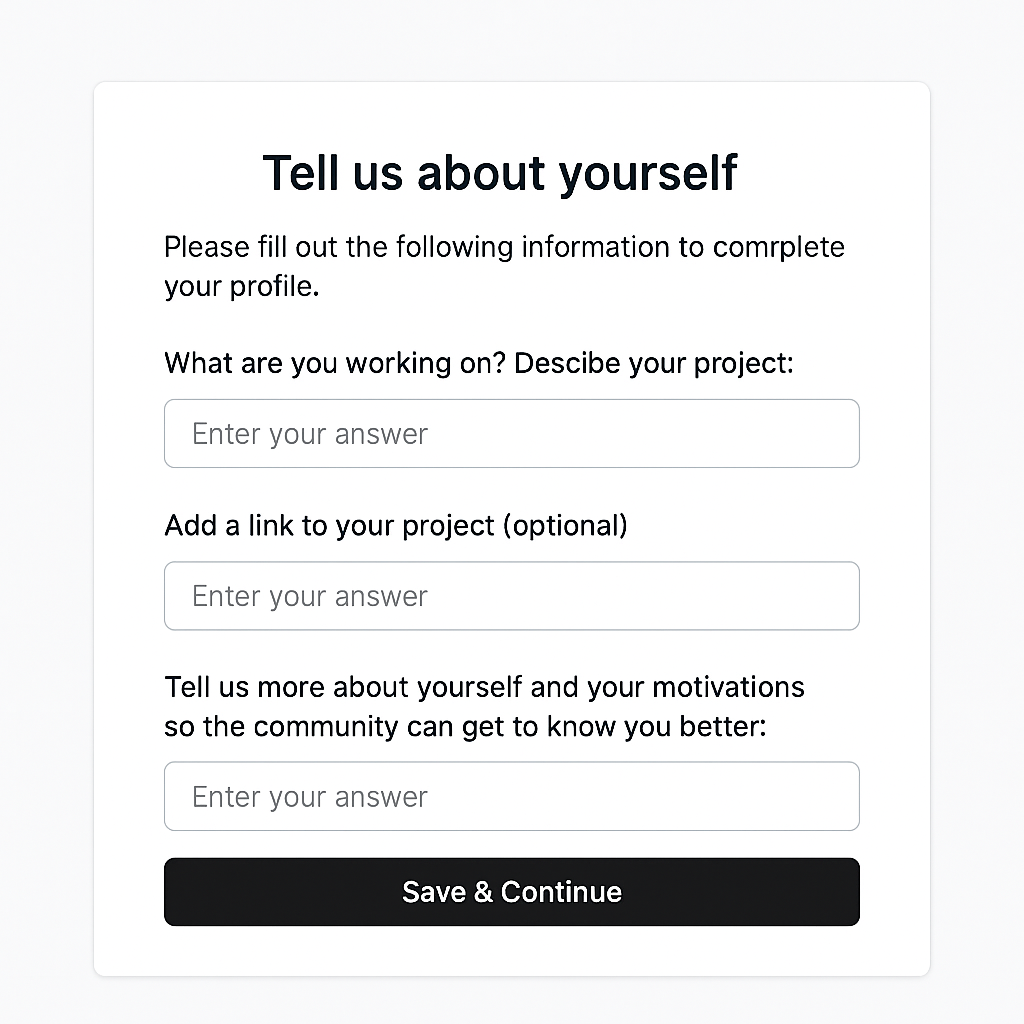 Tell us about yourself
Please fill out the following information to comrplete
your profile.
What are you working on? Descibe your project:
Enter your answer
Add a link to your project (optional)
Enter your answer
Tell us more about yourself and your motivations
so the community can get to know you better:
Enter your answer
Save & Continue